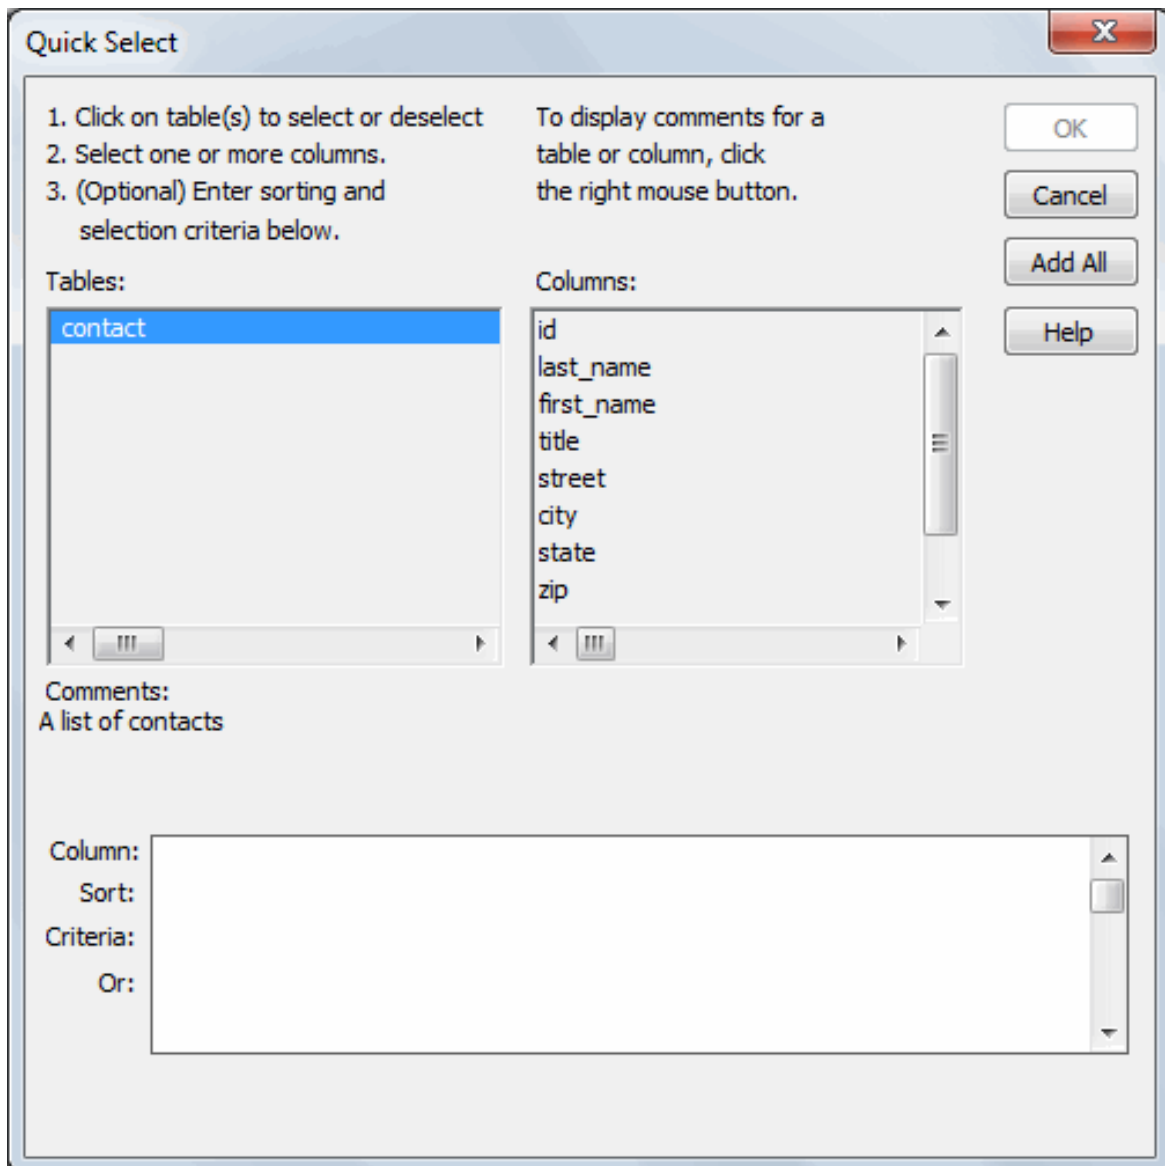 Quick Select
1. Click on table(s) to select or deselect
2. Select one or more columns.
3. (Optional) Enter sorting and
selection criteria below.
To display comments for a
table or column, click
the right mouse button.
OK
Cancel
Add All
Help
Tables:
contact
Columns:
id
last_name
first_name
title
street
city
state
zip
Comments:
A list of contacts
Column:
Sort:
Criteria:
Or: